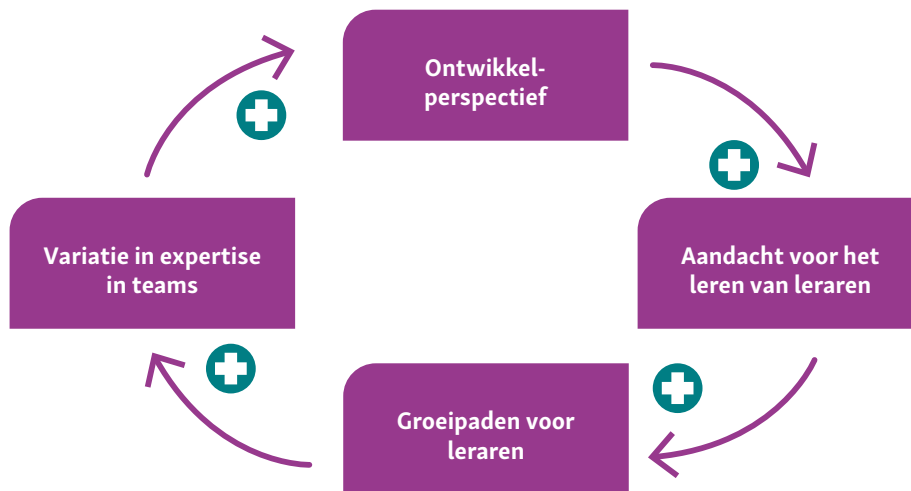 Ontwikkel-
perspectief
Variatie in expertise
in teams
Aandacht voor het
leren van leraren
Groeipaden voor
leraren